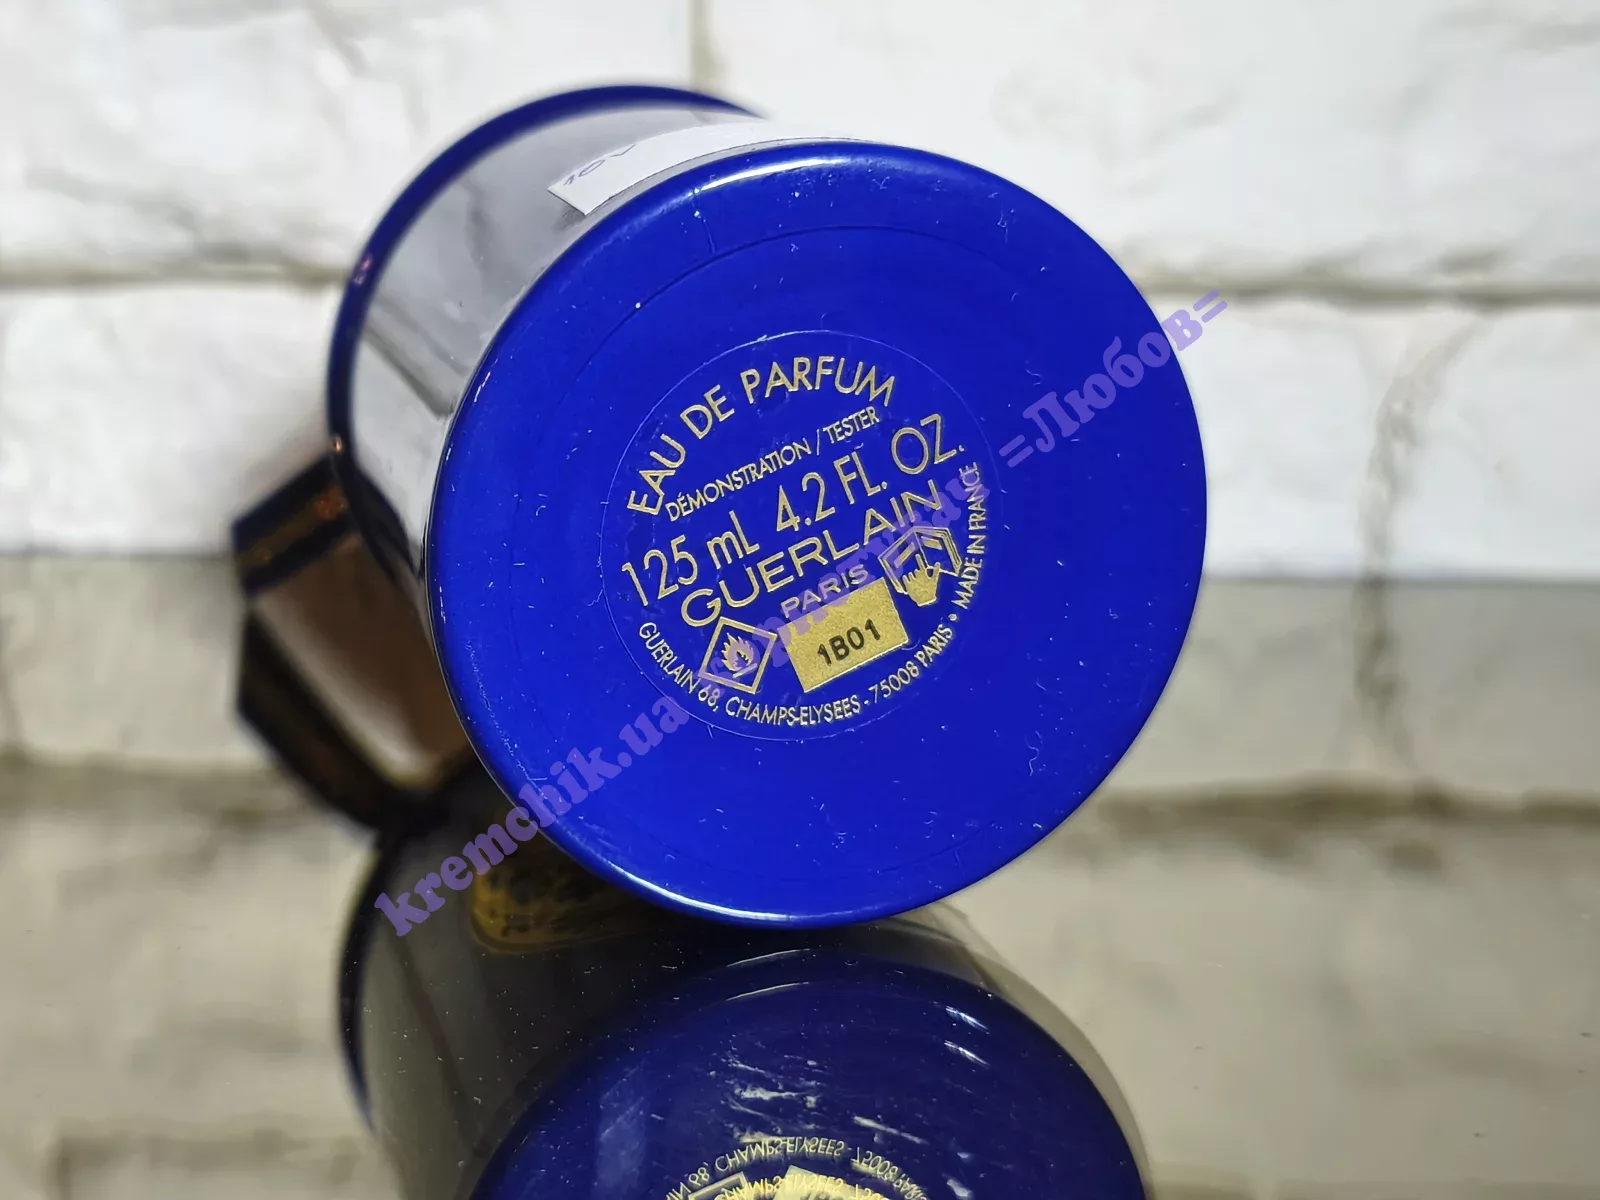 EAU DE PARFUM
DÉMONSTRATION / TESTER
125 mL 4.2 FL. OZ.
GUERLAIN
PARIS
1B01
GUERLAIN 68, CHAMPS-ELYSEES - 75008 PARIS • MADE IN FRANCE
kremchik.ua
=Любов=